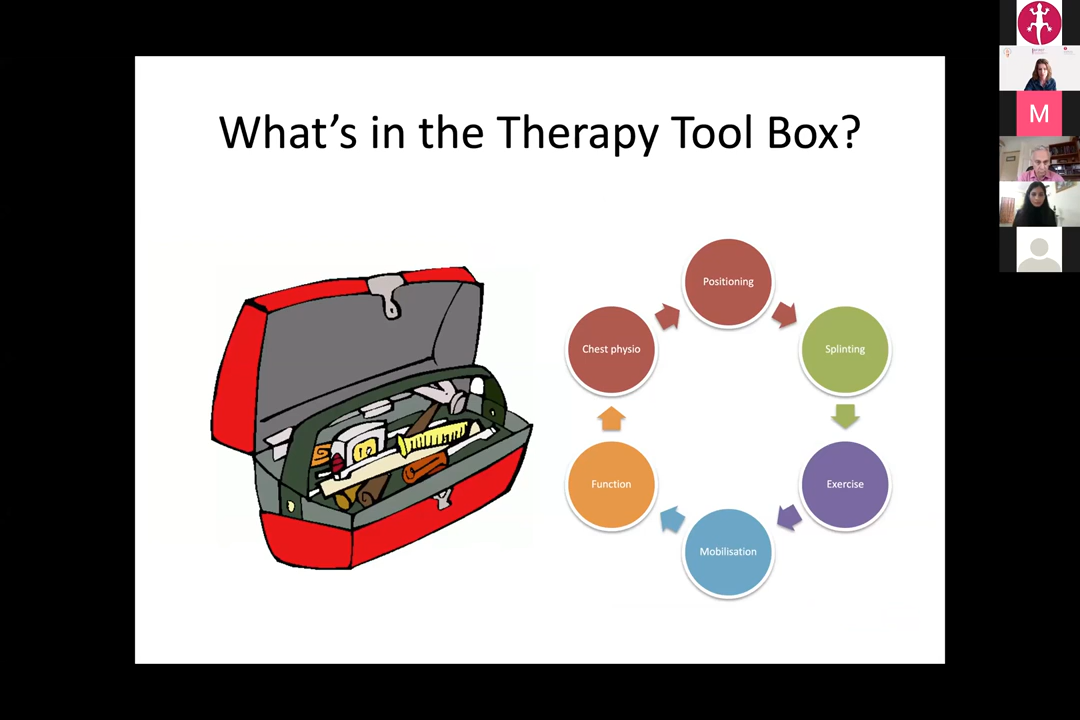 What's in the Therapy Tool Box?
Positioning
Chest physio
Splinting
Function
Exercise
Mobilisation
M